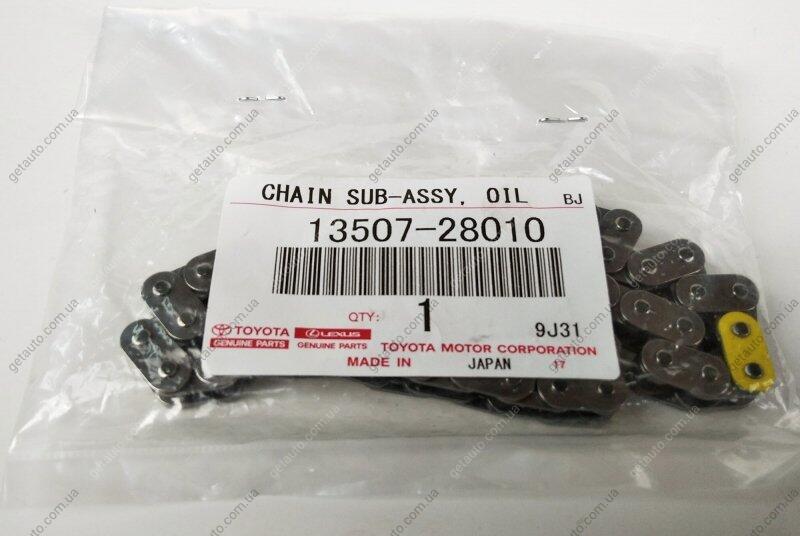 CHAIN SUB-ASSY, OIL BJ
13507-28010
QTY: 1 9J31
TOYOTA LEXUS
GENUINE PARTS GENUINE PARTS TOYOTA MOTOR CORPORATION
MADE IN JAPAN 17
getauto.com.ua